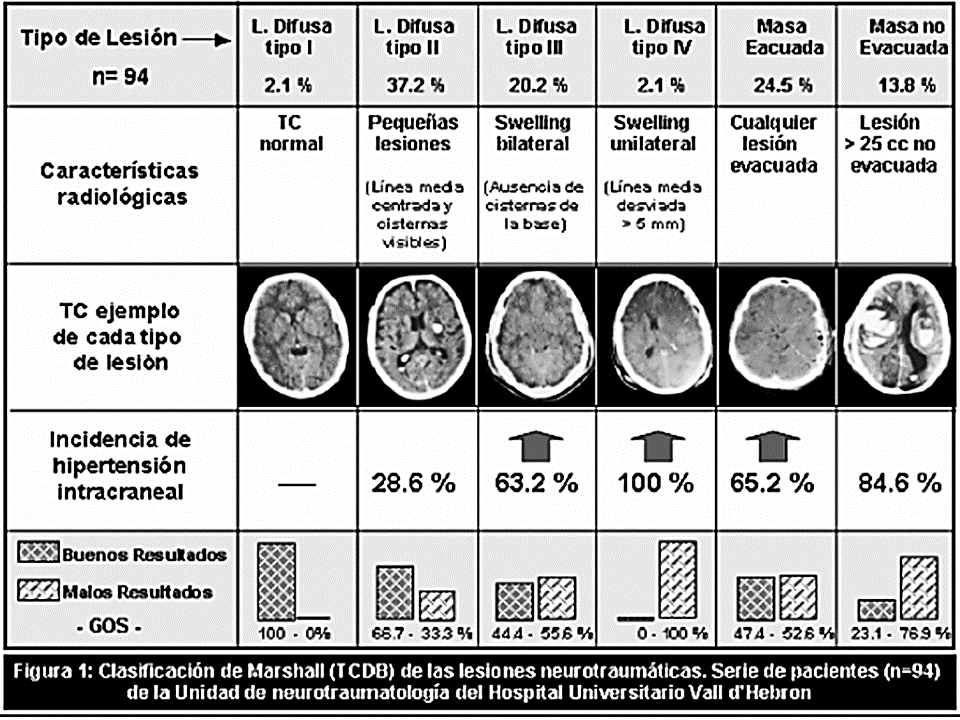 Tipo de Lesión
n= 94
L. Difusa
tipo I
2.1 %
L. Difusa
tipo II
37.2 %
L. Difusa
tipo III
20.2 %
L. Difusa
tipo IV
2.1 %
Masa
Eacuada
24.5 %
Masa no
Evacuada
13.8 %
Características
radiológicas
TC
normal
Pequeñas
lesiones
(Línea media
centrada y
cisternas
visibles)
Swelling
bilateral
(Ausencia de
cisternas de
la base)
Swelling
unilateral
(Línea media
desviada
> 5 mm)
Cualquier
lesión
evacuada
Lesión
> 25 cc no
evacuada
TC ejemplo
de cada tipo
de lesión
Incidencia de
hipertensión
intracraneal
—
28.6 %
63.2 %
100 %
65.2 %
84.6 %
Buenos Resultados
Malos Resultados
- GOS -
100 - 0%
66.7 - 33.3 %
44.4 - 55.6 %
0 - 100 %
47.4 - 52.6 %
23.1 - 76.9 %
Figura 1: Clasificación de Marshall (TCDB) de las lesiones neurotraumáticas. Serie de pacientes (n=94)
de la Unidad de neurotraumatología del Hospital Universitario Vall d'Hebron